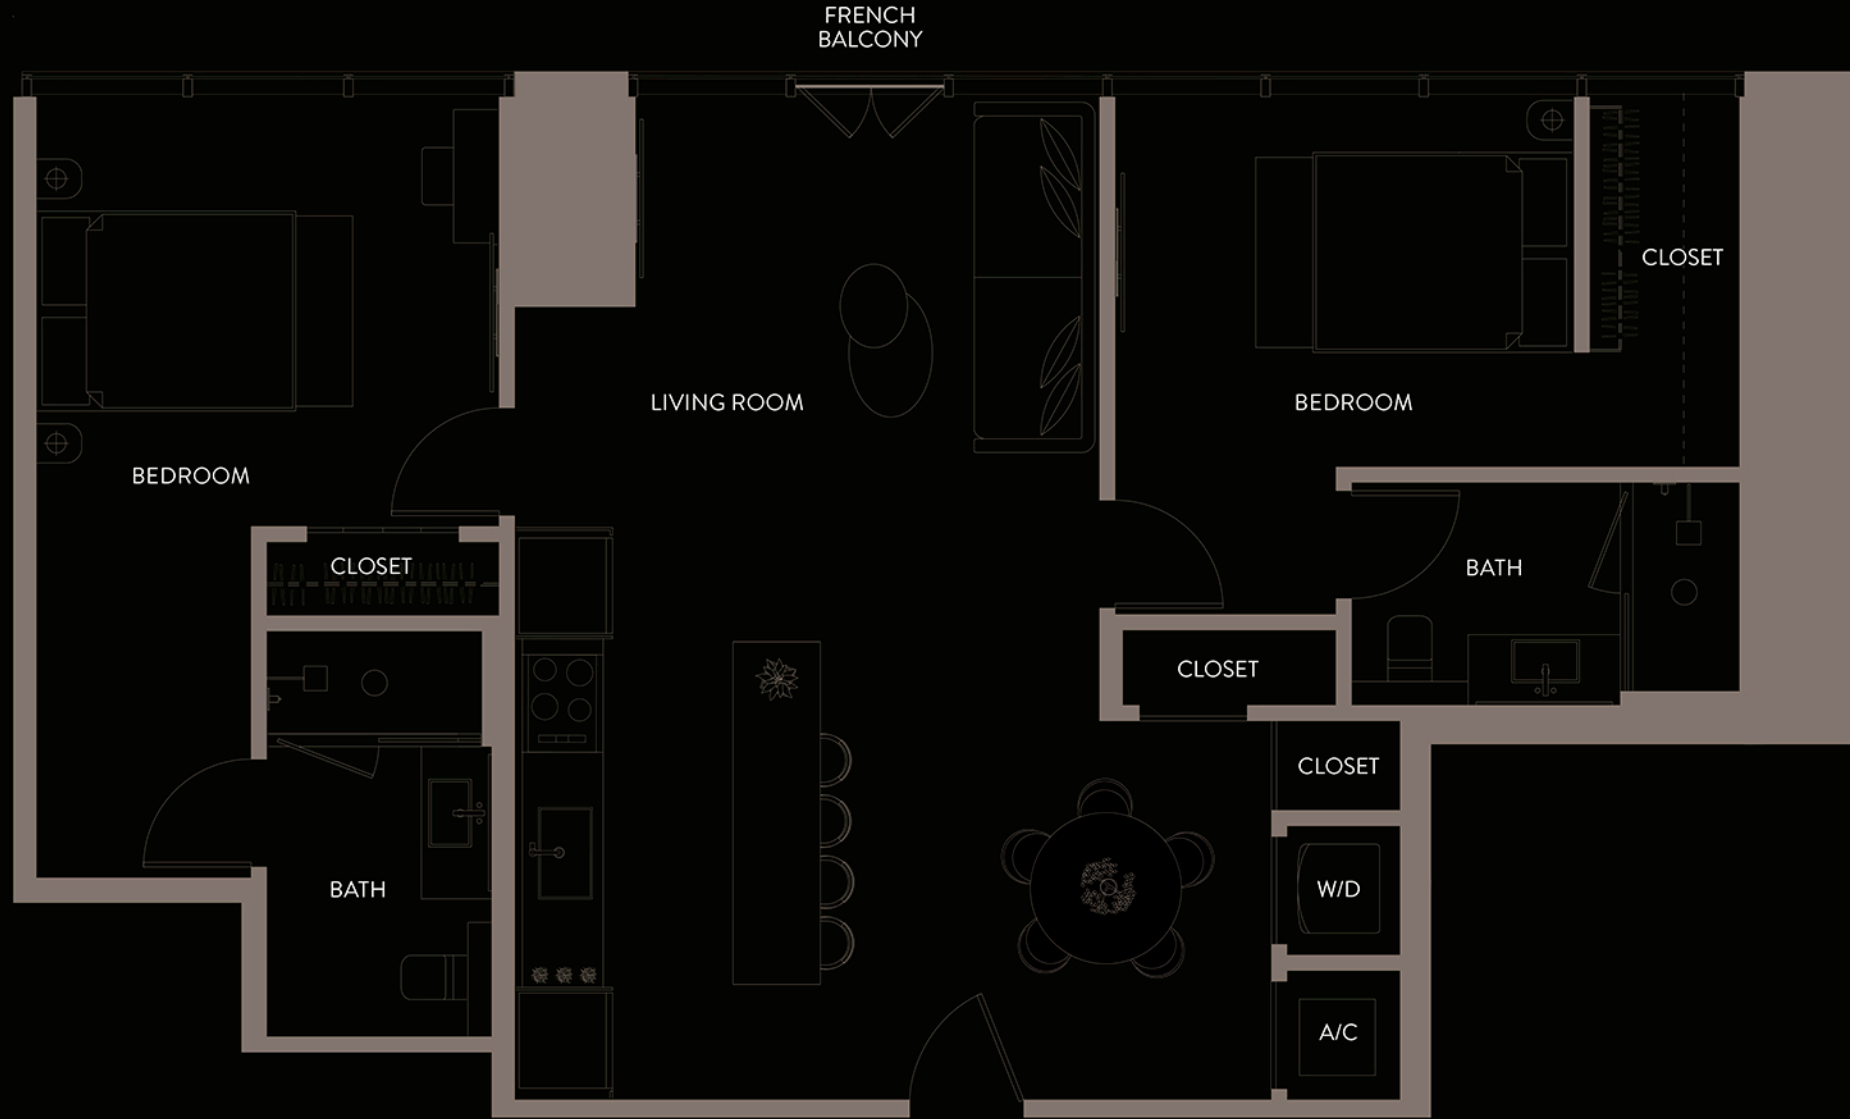 FRENCH
BALCONY
CLOSET
LIVING ROOM
BEDROOM
BEDROOM
CLOSET
BATH
CLOSET
CLOSET
BATH
W/D
A/C